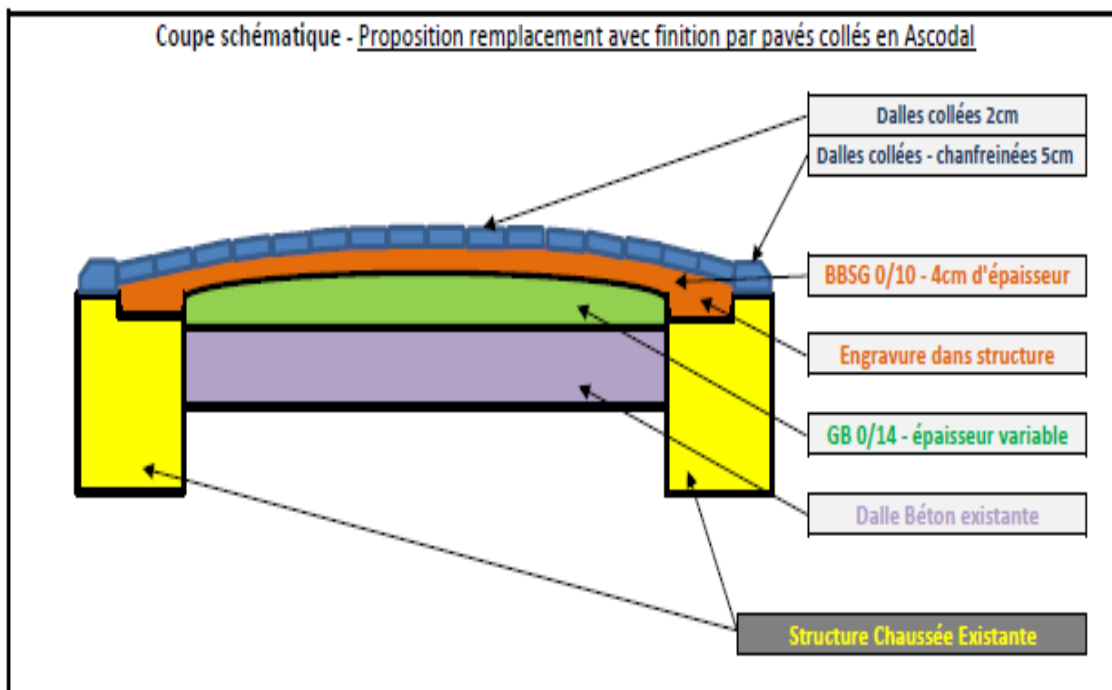 Coupe schématique - Proposition remplacement avec finition par pavés collés en Ascodal
Dalles collées 2cm
Dalles collées - chanfreinées 5cm
BBSG 0/10 - 4cm d'épaisseur
Engravure dans structure
GB 0/14 - épaisseur variable
Dalle Béton existante
Structure Chaussée Existante